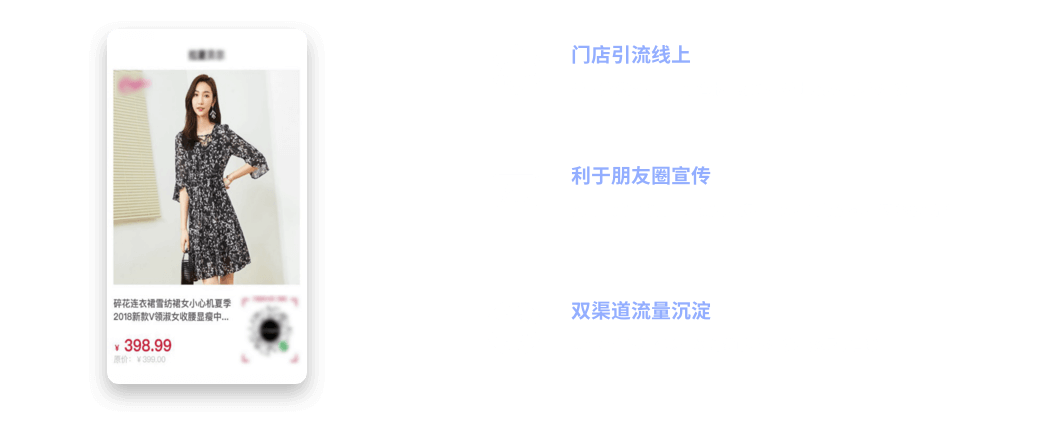 碎花连衣裙雪纺裙女小心机夏季
2018新款V领淑女收腰显瘦中...
¥ 398.99
原价：¥399.00
门店引流线上
利于朋友圈宣传
双渠道流量沉淀